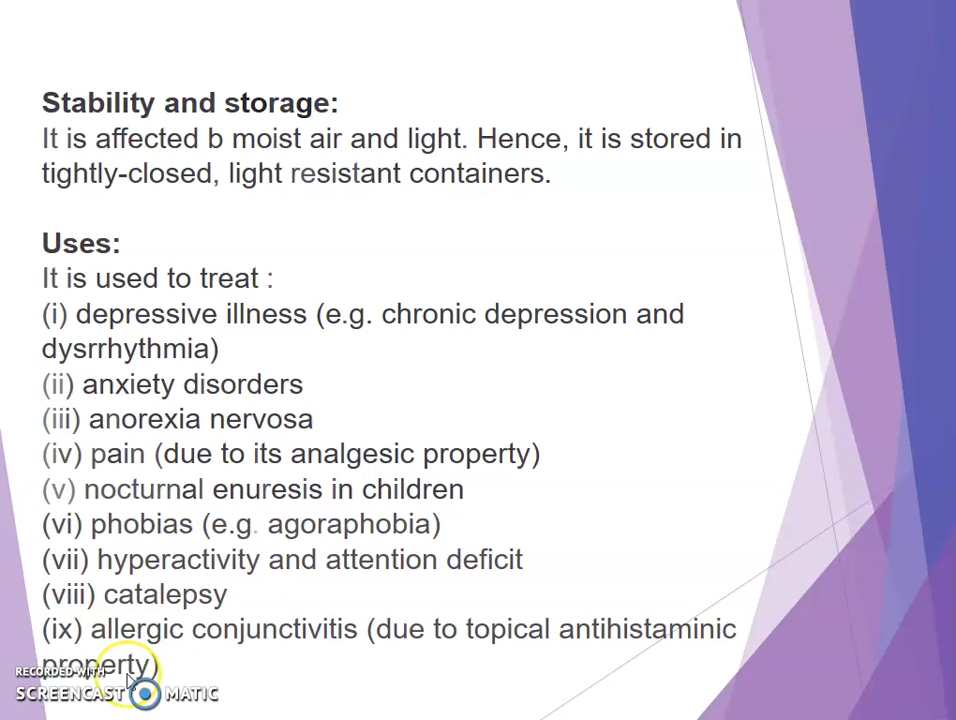 Stability and storage:
It is affected b moist air and light. Hence, it is stored in
tightly-closed, light resistant containers.
Uses:
It is used to treat :
(i) depressive illness (e.g. chronic depression and
dysrrhythmia)
(ii) anxiety disorders
(iii) anorexia nervosa
(iv) pain (due to its analgesic property)
(v) nocturnal enuresis in children
(vi) phobias (e.g. agoraphobia)
(vii) hyperactivity and attention deficit
(viii) catalepsy
(ix) allergic conjunctivitis (due to topical antihistaminic
property)
RECORDED WITH
SCREENCAST MATIC